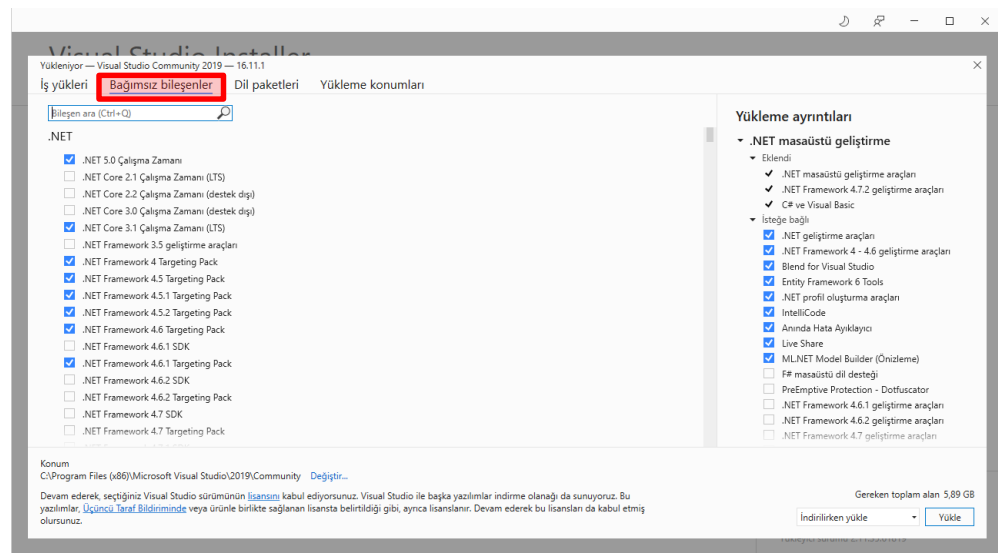 Visual Studio Installer
Yükleniyor — Visual Studio Community 2019 — 16.11.1
İş yükleri
Bağımsız bileşenler
Dil paketleri
Yükleme konumları
Bileşen ara (Ctrl+Q)
.NET
.NET 5.0 Çalışma Zamanı
.NET Core 2.1 Çalışma Zamanı (LTS)
.NET Core 2.2 Çalışma Zamanı (destek dışı)
.NET Core 3.0 Çalışma Zamanı (destek dışı)
.NET Core 3.1 Çalışma Zamanı (LTS)
.NET Framework 3.5 geliştirme araçları
.NET Framework 4 Targeting Pack
.NET Framework 4.5 Targeting Pack
.NET Framework 4.5.1 Targeting Pack
.NET Framework 4.5.2 Targeting Pack
.NET Framework 4.6 Targeting Pack
.NET Framework 4.6.1 SDK
.NET Framework 4.6.1 Targeting Pack
.NET Framework 4.6.2 SDK
.NET Framework 4.6.2 Targeting Pack
.NET Framework 4.7 SDK
.NET Framework 4.7 Targeting Pack
Yükleme ayrıntıları
.NET masaüstü geliştirme
Eklendi
.NET masaüstü geliştirme araçları
.NET Framework 4.7.2 geliştirme araçları
C# ve Visual Basic
İsteğe bağlı
.NET geliştirme araçları
.NET Framework 4 - 4.6 geliştirme araçları
Blend for Visual Studio
Entity Framework 6 Tools
.NET profil oluşturma araçları
IntelliCode
Anında Hata Ayıklayıcı
Live Share
ML.NET Model Builder (Önizleme)
F# masaüstü dil desteği
PreEmptive Protection - Dotfuscator
.NET Framework 4.6.1 geliştirme araçları
.NET Framework 4.6.2 geliştirme araçları
.NET Framework 4.7 geliştirme araçları
Konum
C:\Program Files (x86)\Microsoft Visual Studio\2019\Community Değiştir...
Devam ederek, seçtiğiniz Visual Studio sürümünün lisansını kabul ediyorsunuz. Visual Studio ile başka yazılımlar indirme olanağı da sunuyoruz. Bu
yazılımlar, Üçüncü Taraf Bildiriminde veya ürünle birlikte sağlanan lisansta belirtildiği gibi, ayrıca lisanslanır. Devam ederek bu lisansları da kabul etmiş
olursunuz.
Gereken toplam alan 5,89 GB
İndirilirken yükle
Yükle